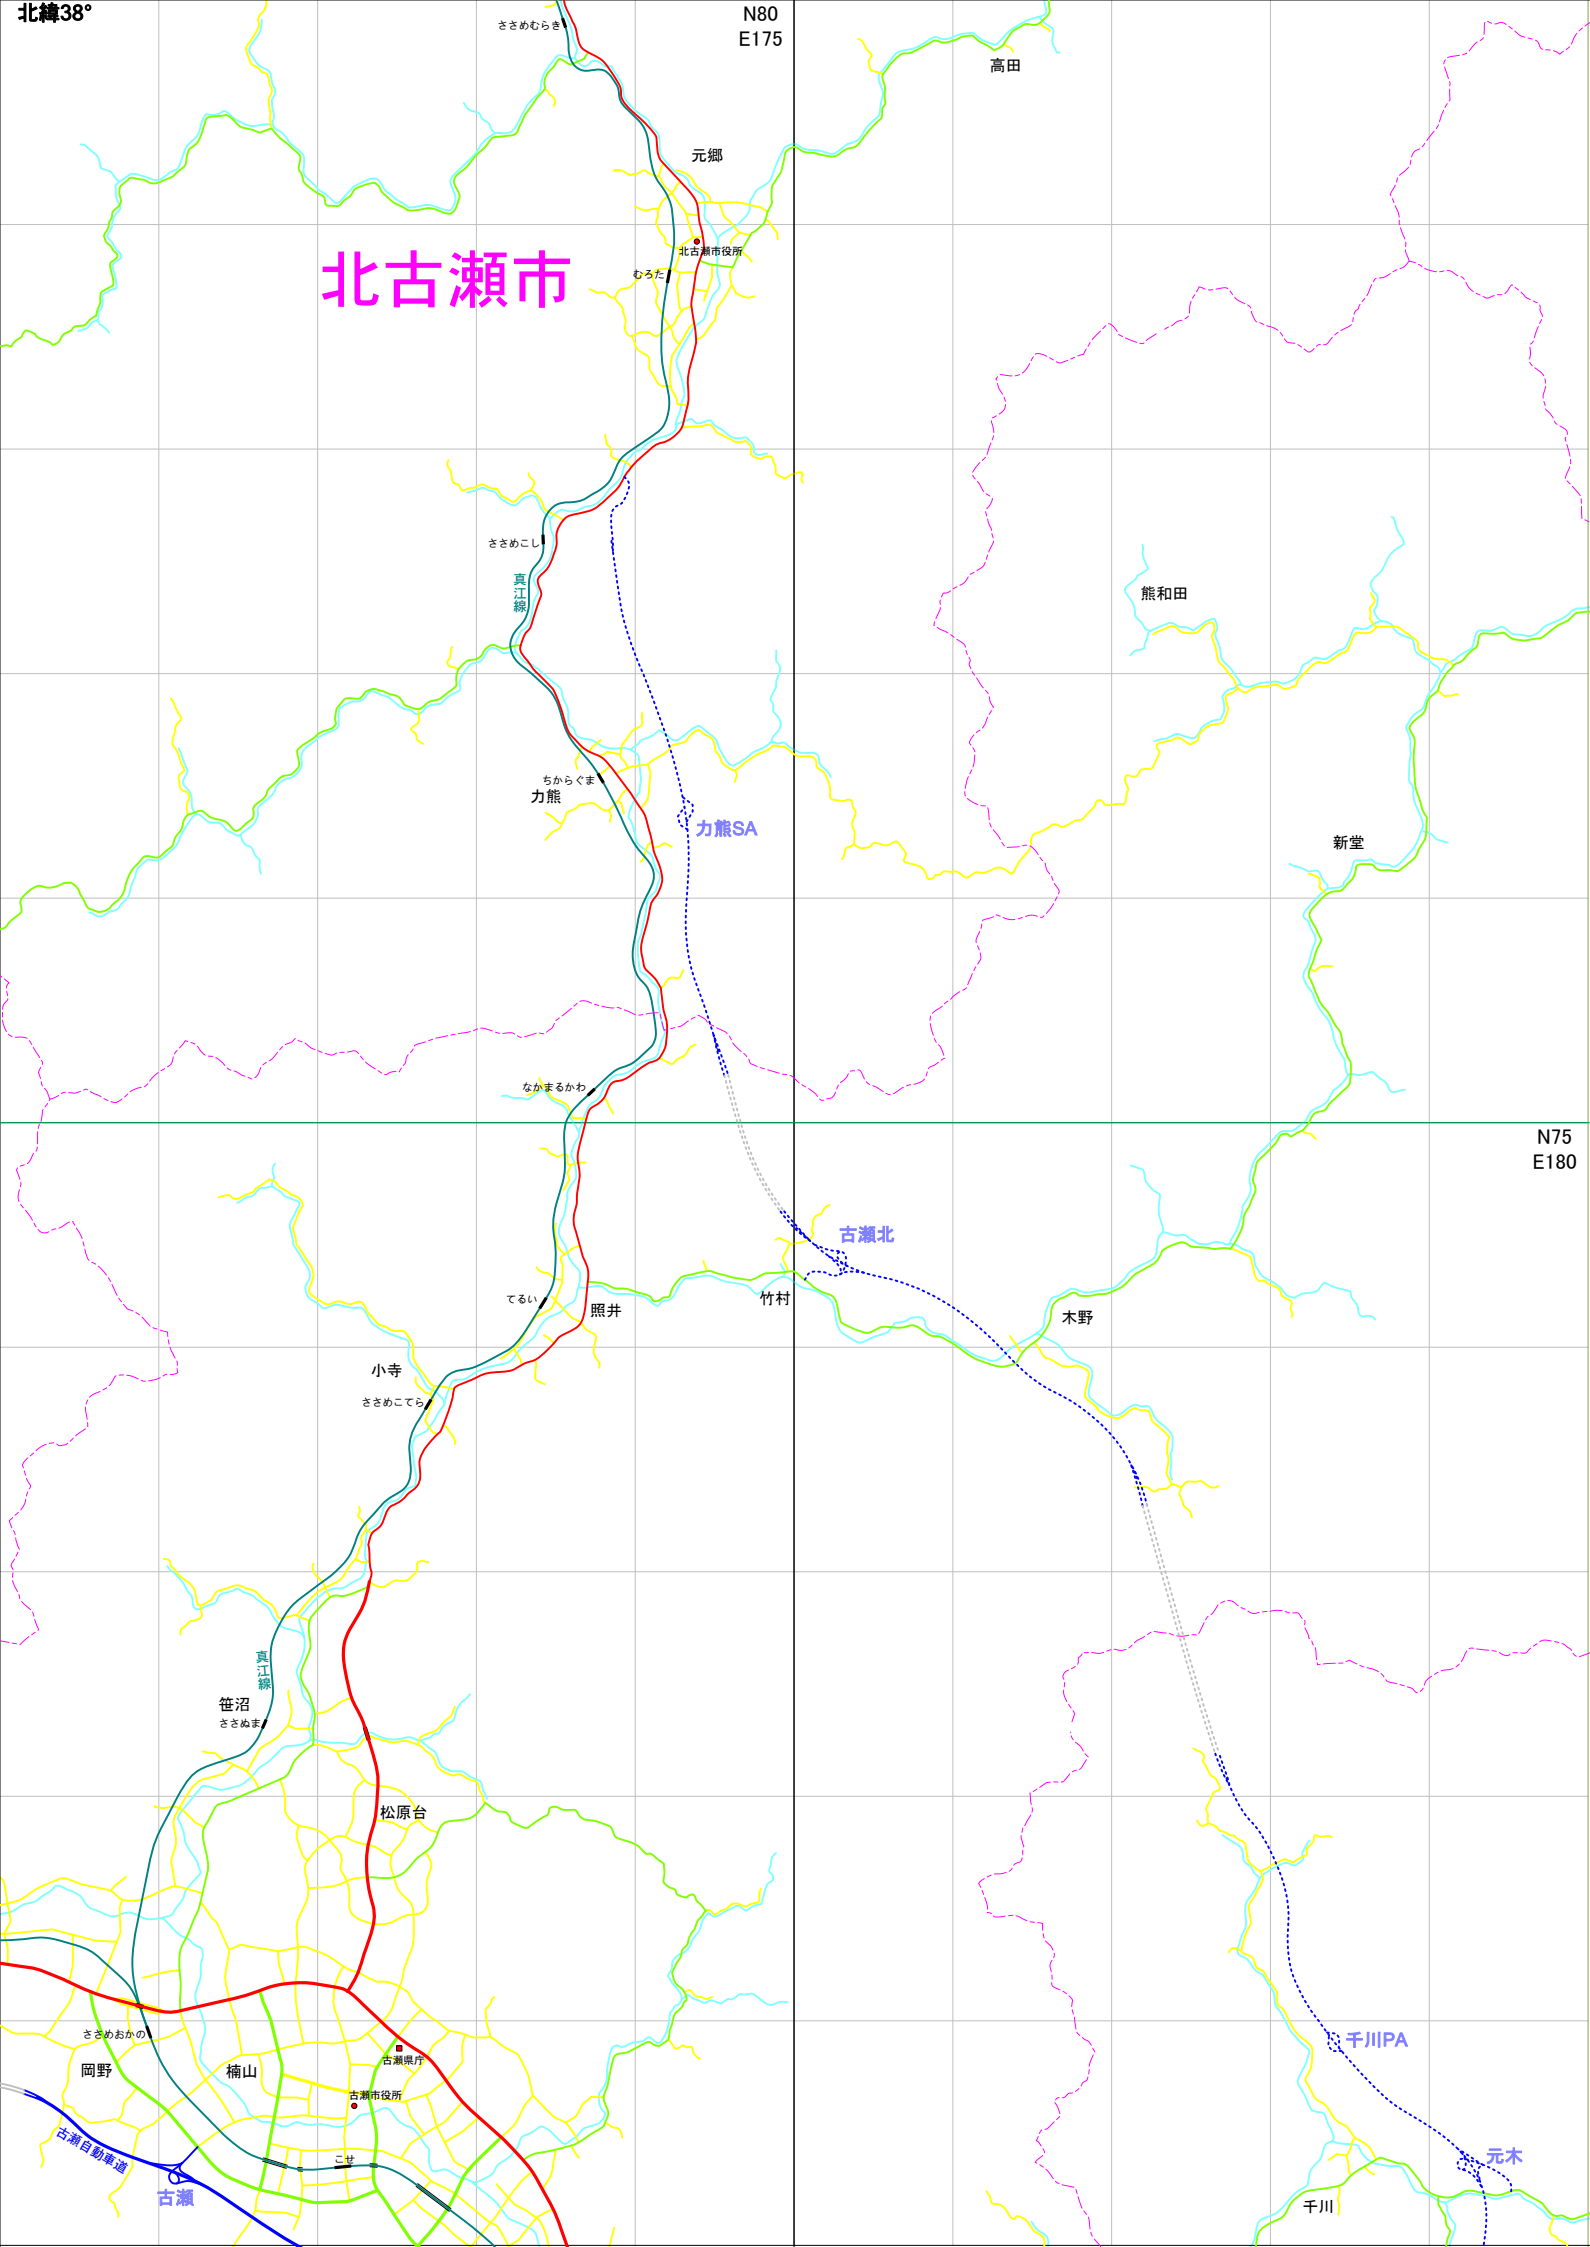 北緯38°
ささめむらき
N80
E175
高田
元郷
北古瀬市役所
むろた
北古瀬市
ささめこし
真江線
熊和田
ちからぐま
力熊
力熊SA
新堂
なかまるかわ
N75
E180
古瀬北
てるい
照井
竹村
木野
小寺
ささめこてら
真江線
笹沼
ささぬま
松原台
ささめおかの
岡野
楠山
古瀬県庁
古瀬市役所
千川PA
古瀬自動車道
こせ
古瀬
元木
千川